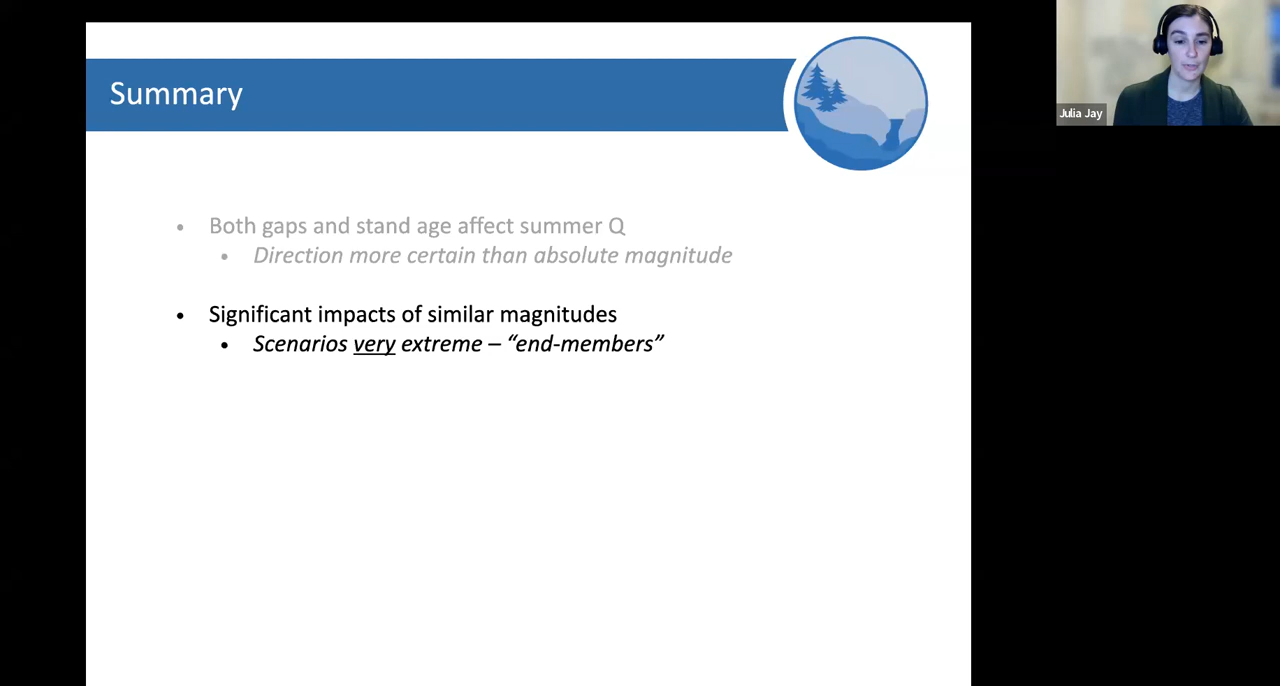 Summary
Julia Jay
• Both gaps and stand age affect summer Q
• Direction more certain than absolute magnitude
• Significant impacts of similar magnitudes
• Scenarios very extreme – “end-members”